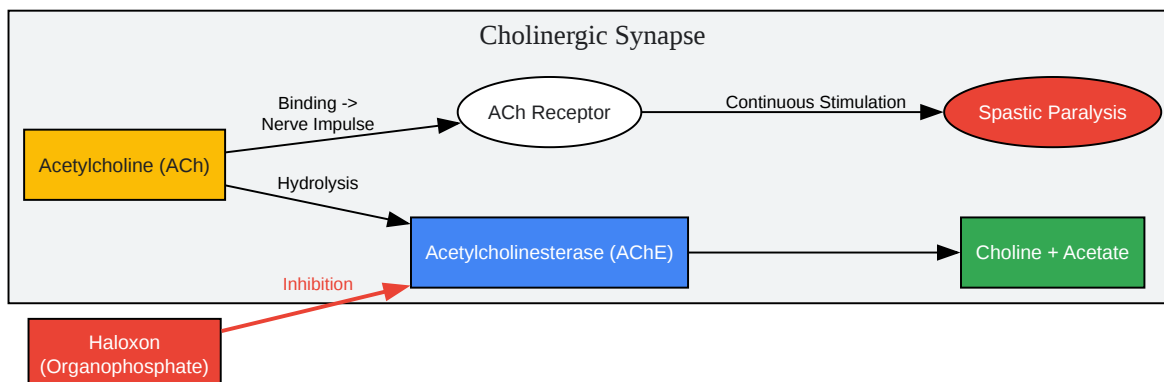 Cholinergic Synapse
Binding ->
Nerve Impulse
ACh Receptor
Continuous Stimulation
Spastic Paralysis
Acetylcholine (ACh)
Hydrolysis
Acetylcholinesterase (AChE)
Choline + Acetate
Inhibition
Haloxon
(Organophosphate)